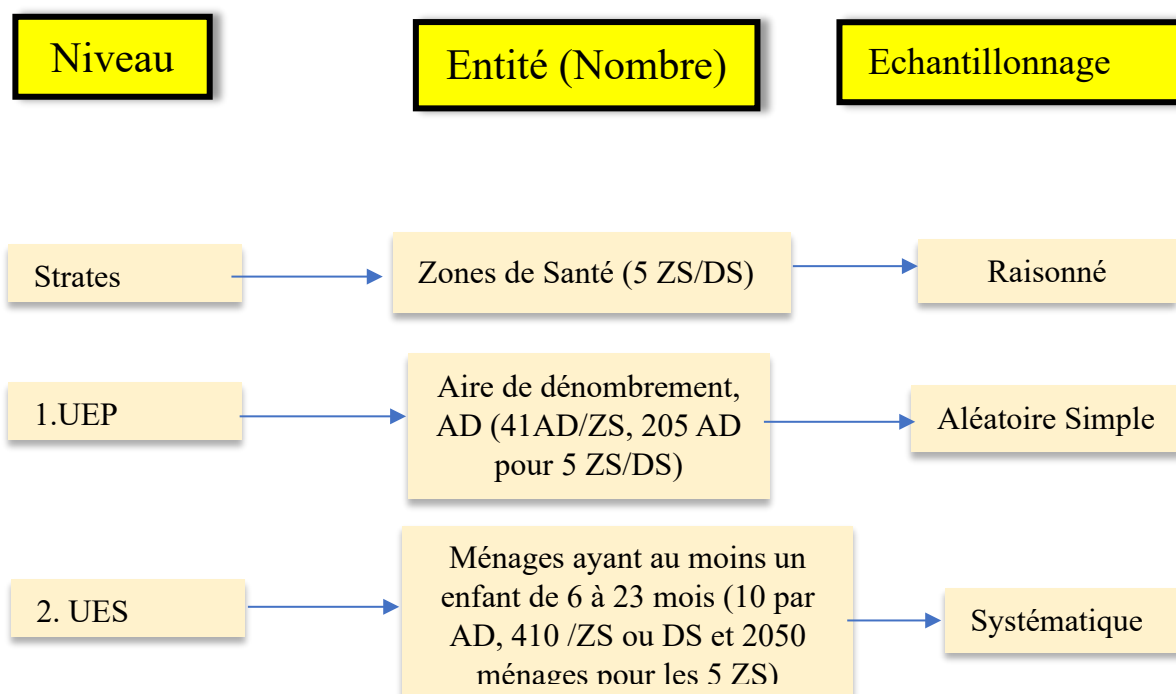 Niveau
Entité (Nombre)
Echantillonnage
Strates
Zones de Santé (5 ZS/DS)
Raisonné
1.UEP
Aire de dénombrement,
AD (41AD/ZS, 205 AD
pour 5 ZS/DS)
Aléatoire Simple
2. UES
Ménages ayant au moins un
enfant de 6 à 23 mois (10 par
AD, 410 /ZS ou DS et 2050
ménages pour les 5 ZS)
Systématique